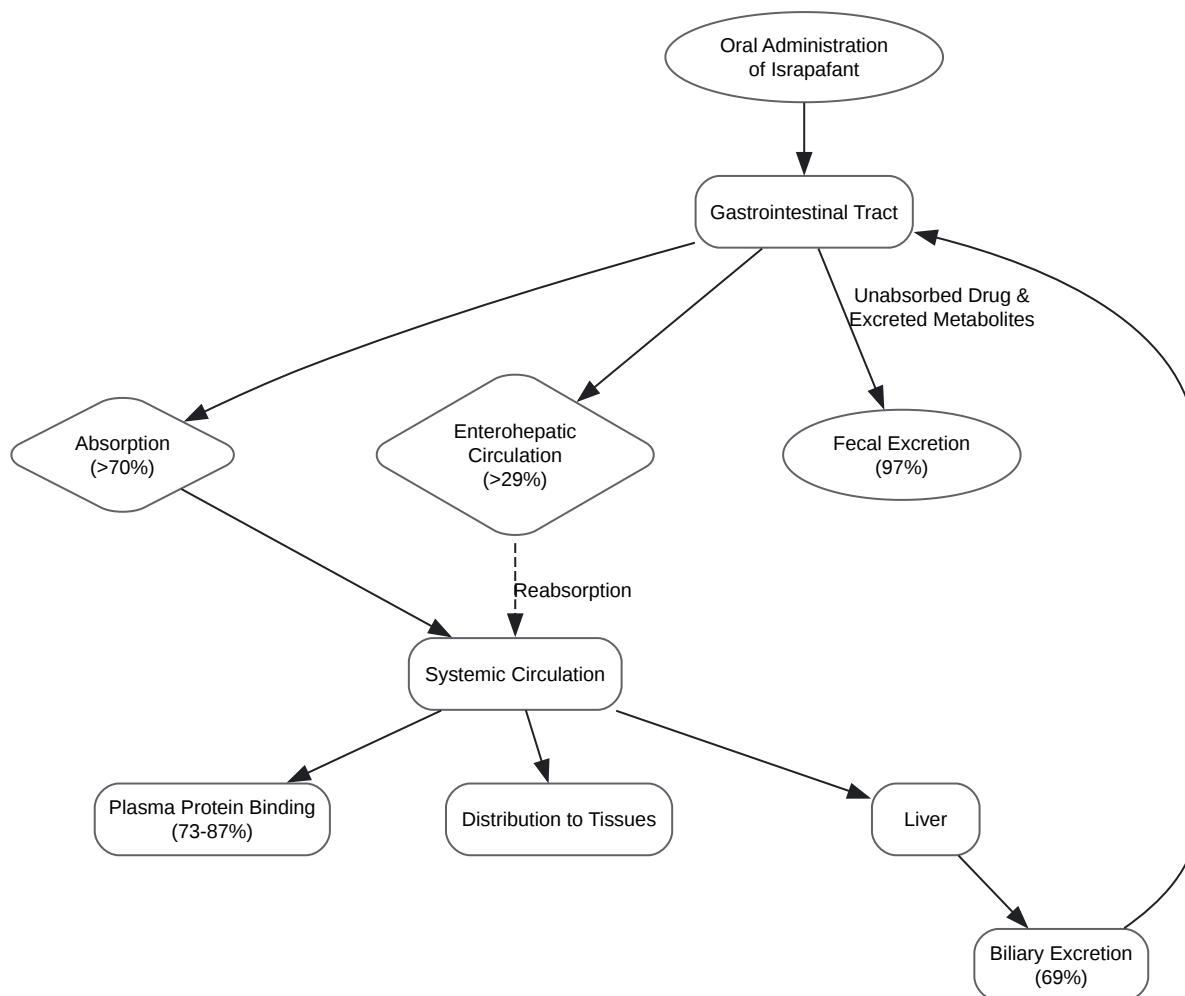 Oral Administration
of Israpafant
Gastrointestinal Tract
Unabsorbed Drug &
Excreted Metabolites
Absorption
(>70%)
Enterohepatic
Circulation
(>29%)
Fecal Excretion
(97%)
Reabsorption
Systemic Circulation
Plasma Protein Binding
(73-87%)
Distribution to Tissues
Liver
Biliary Excretion
(69%)